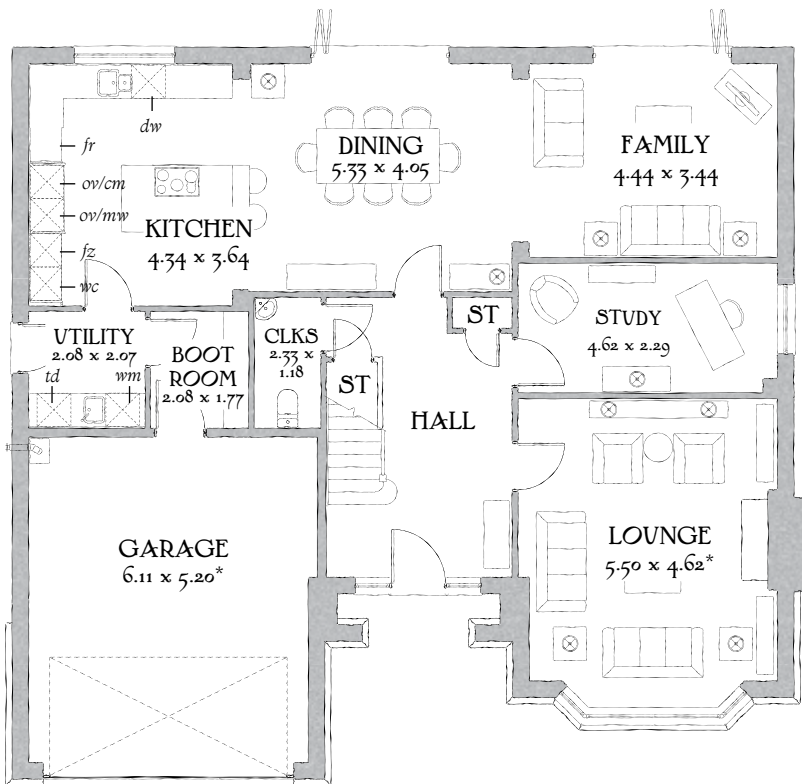 dw
fr
ov/cm
ov/mw
fz
wc
KITCHEN
4.34 x 3.64
DINING
5.33 x 4.05
FAMILY
4.44 x 3.44
UTILITY
2.08 x 2.07
td
wm
BOOT
ROOM
2.08 x 1.77
CLKS
2.33 x
1.18
ST
ST
STUDY
4.62 x 2.29
HALL
GARAGE
6.11 x 5.20*
LOUNGE
5.50 x 4.62*